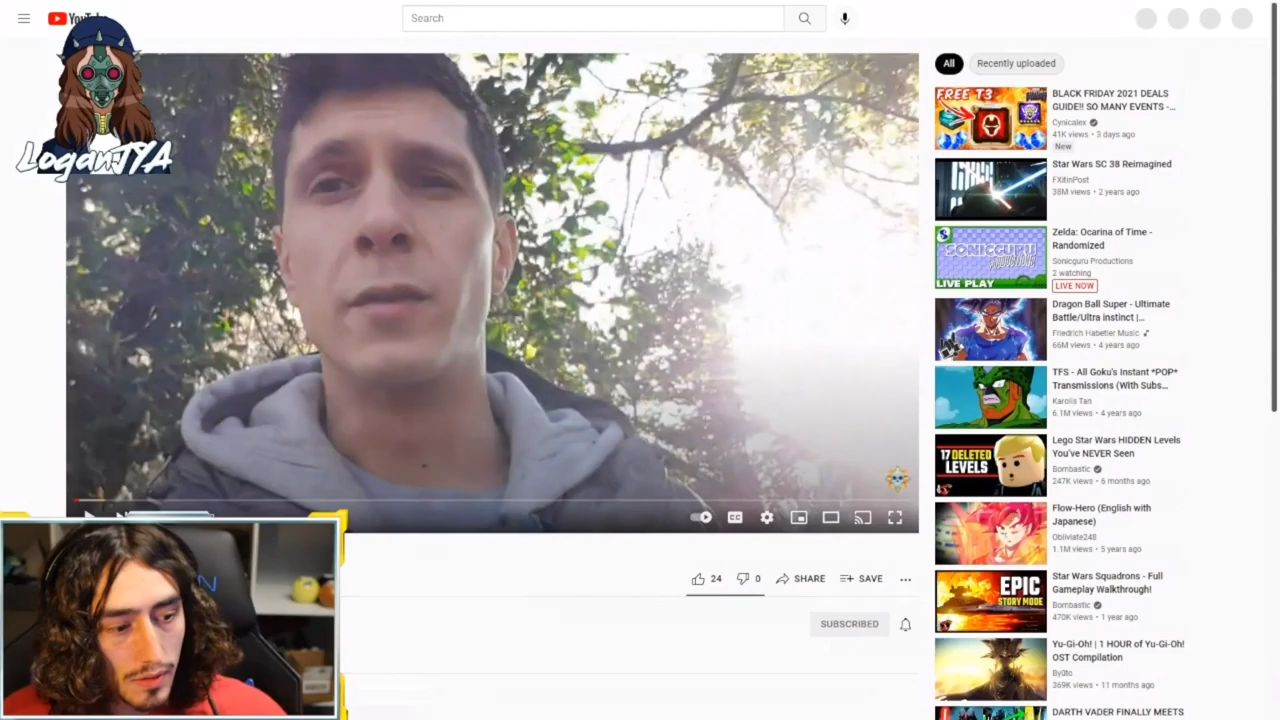 YouTube
Search
LoganJYA
All
Recently uploaded
FREE T3
BLACK FRIDAY 2021 DEALS
GUIDE!! SO MANY EVENTS -...
Cynicalex
41K views • 3 days ago
New
Star Wars SC 38 Reimagined
FXitinPost
38M views • 2 years ago
SONICGURU
PRODUCTIONS
LIVE PLAY
Zelda: Ocarina of Time -
Randomized
Sonicguru Productions
2 watching
LIVE NOW
Dragon Ball Super - Ultimate
Battle/Ultra instinct |...
Friedrich Habetler Music
66M views • 4 years ago
TFS - All Goku's Instant *POP*
Transmissions (With Subs...
Karolis Tan
6.1M views • 4 years ago
17 DELETED
LEVELS
Lego Star Wars HIDDEN Levels
You've NEVER Seen
Bombastic
247K views • 6 months ago
Flow-Hero (English with
Japanese)
Obliviate248
1.1M views • 5 years ago
EPIC
STORY MODE
Star Wars Squadrons - Full
Gameplay Walkthrough!
Bombastic
470K views • 1 year ago
Yu-Gi-Oh! | 1 HOUR of Yu-Gi-Oh!
OST Compilation
Byūto
369K views • 11 months ago
DARTH VADER FINALLY MEETS
CC
24
0
SHARE
SAVE
SUBSCRIBED